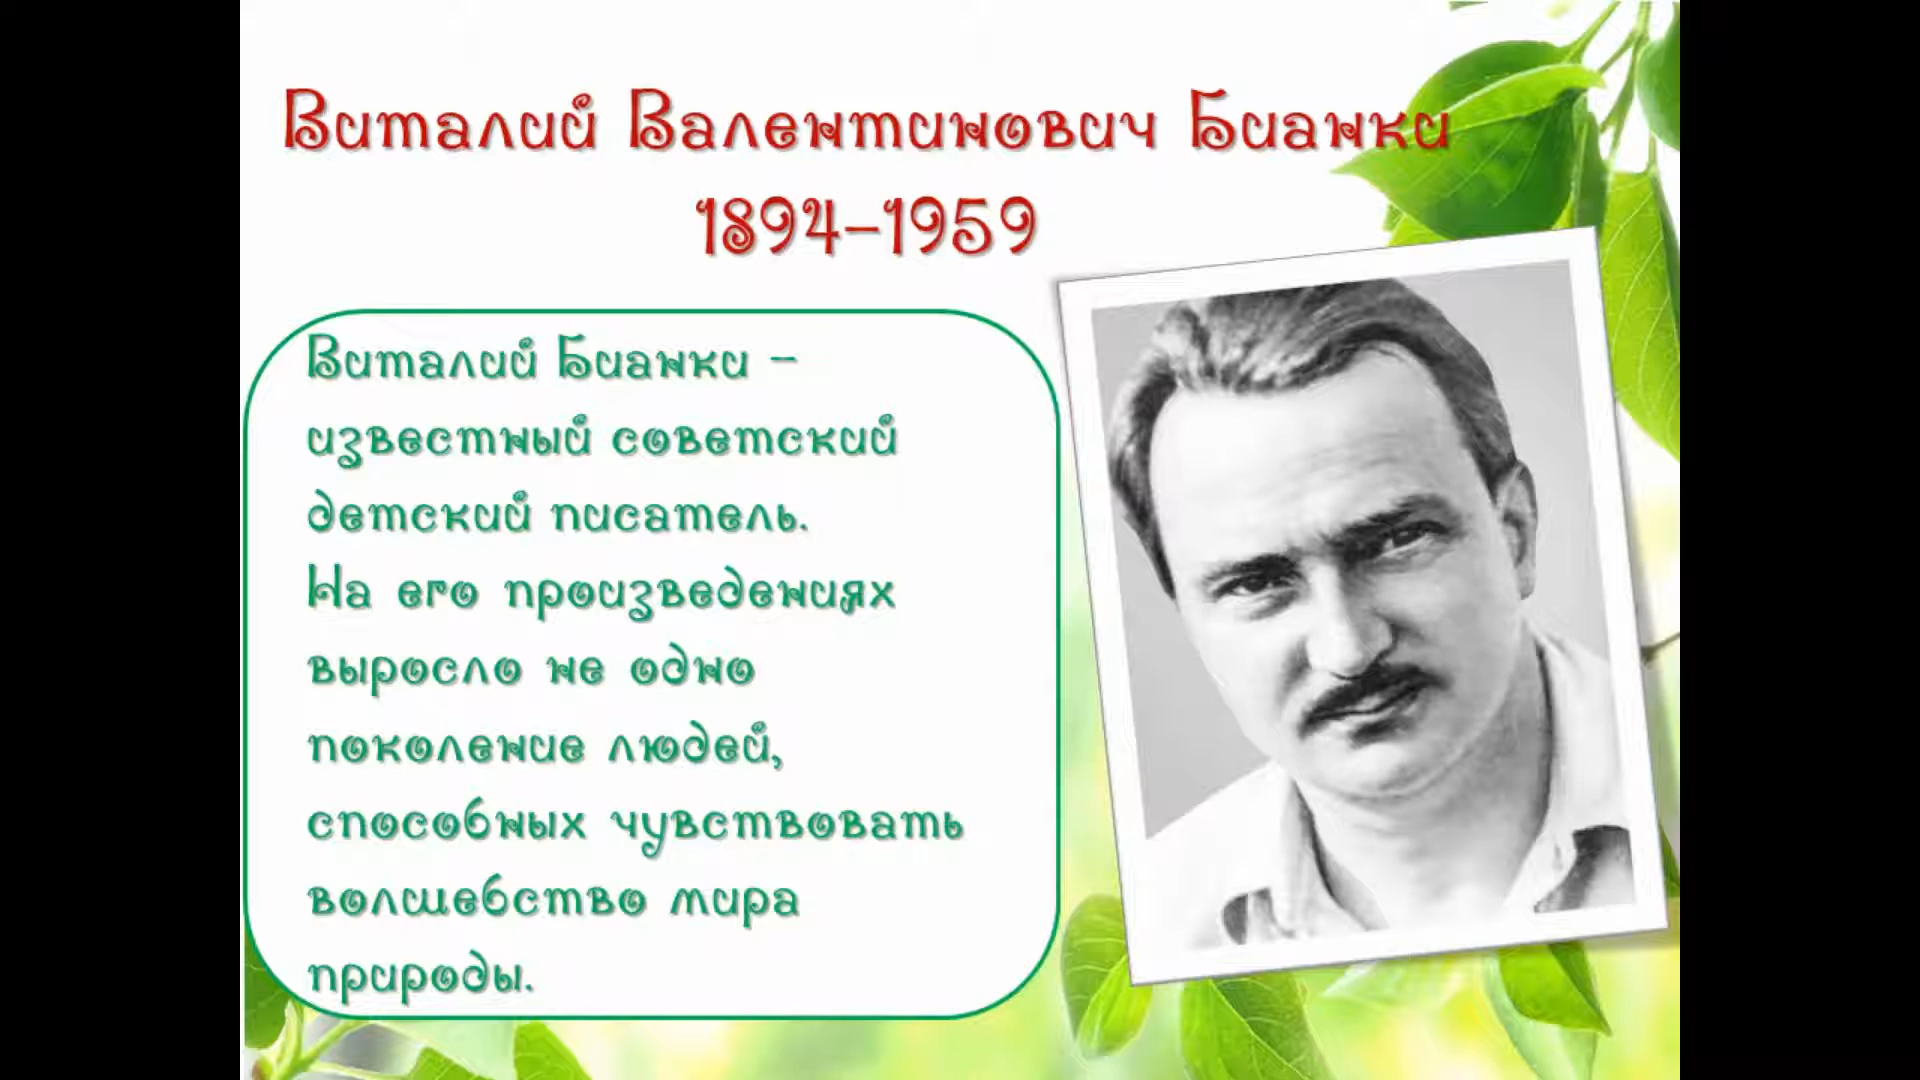 Виталий Валентинович Бианки
1894-1959
Виталий Бианки -
известный советский
детский писатель.
На его произведениях
выросло не одно
поколение людей,
способных чувствовать
волшебство мира
природы.